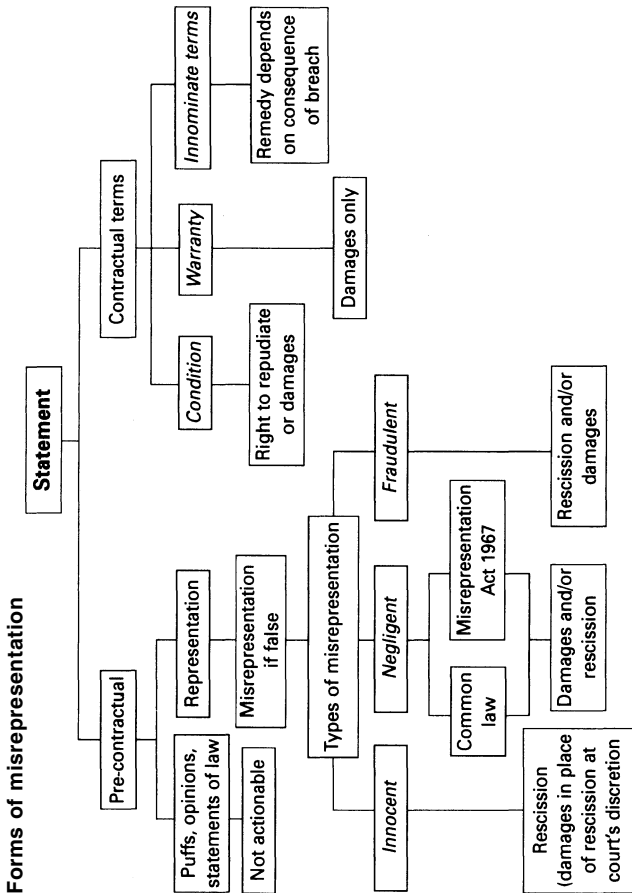 Forms of misrepresentation
Statement
Pre-contractual
Contractual terms
Puffs, opinions,
statements of law
Representation
Condition
Warranty
Innominate terms
Not actionable
Misrepresentation
if false
Right to repudiate
or damages
Damages only
Remedy depends
on consequence
of breach
Types of misrepresentation
Innocent
Negligent
Fraudulent
Common
law
Misrepresentation
Act 1967
Rescission
(damages in place
of rescission at
court's discretion
Damages and/or
rescission
Rescission and/or
damages